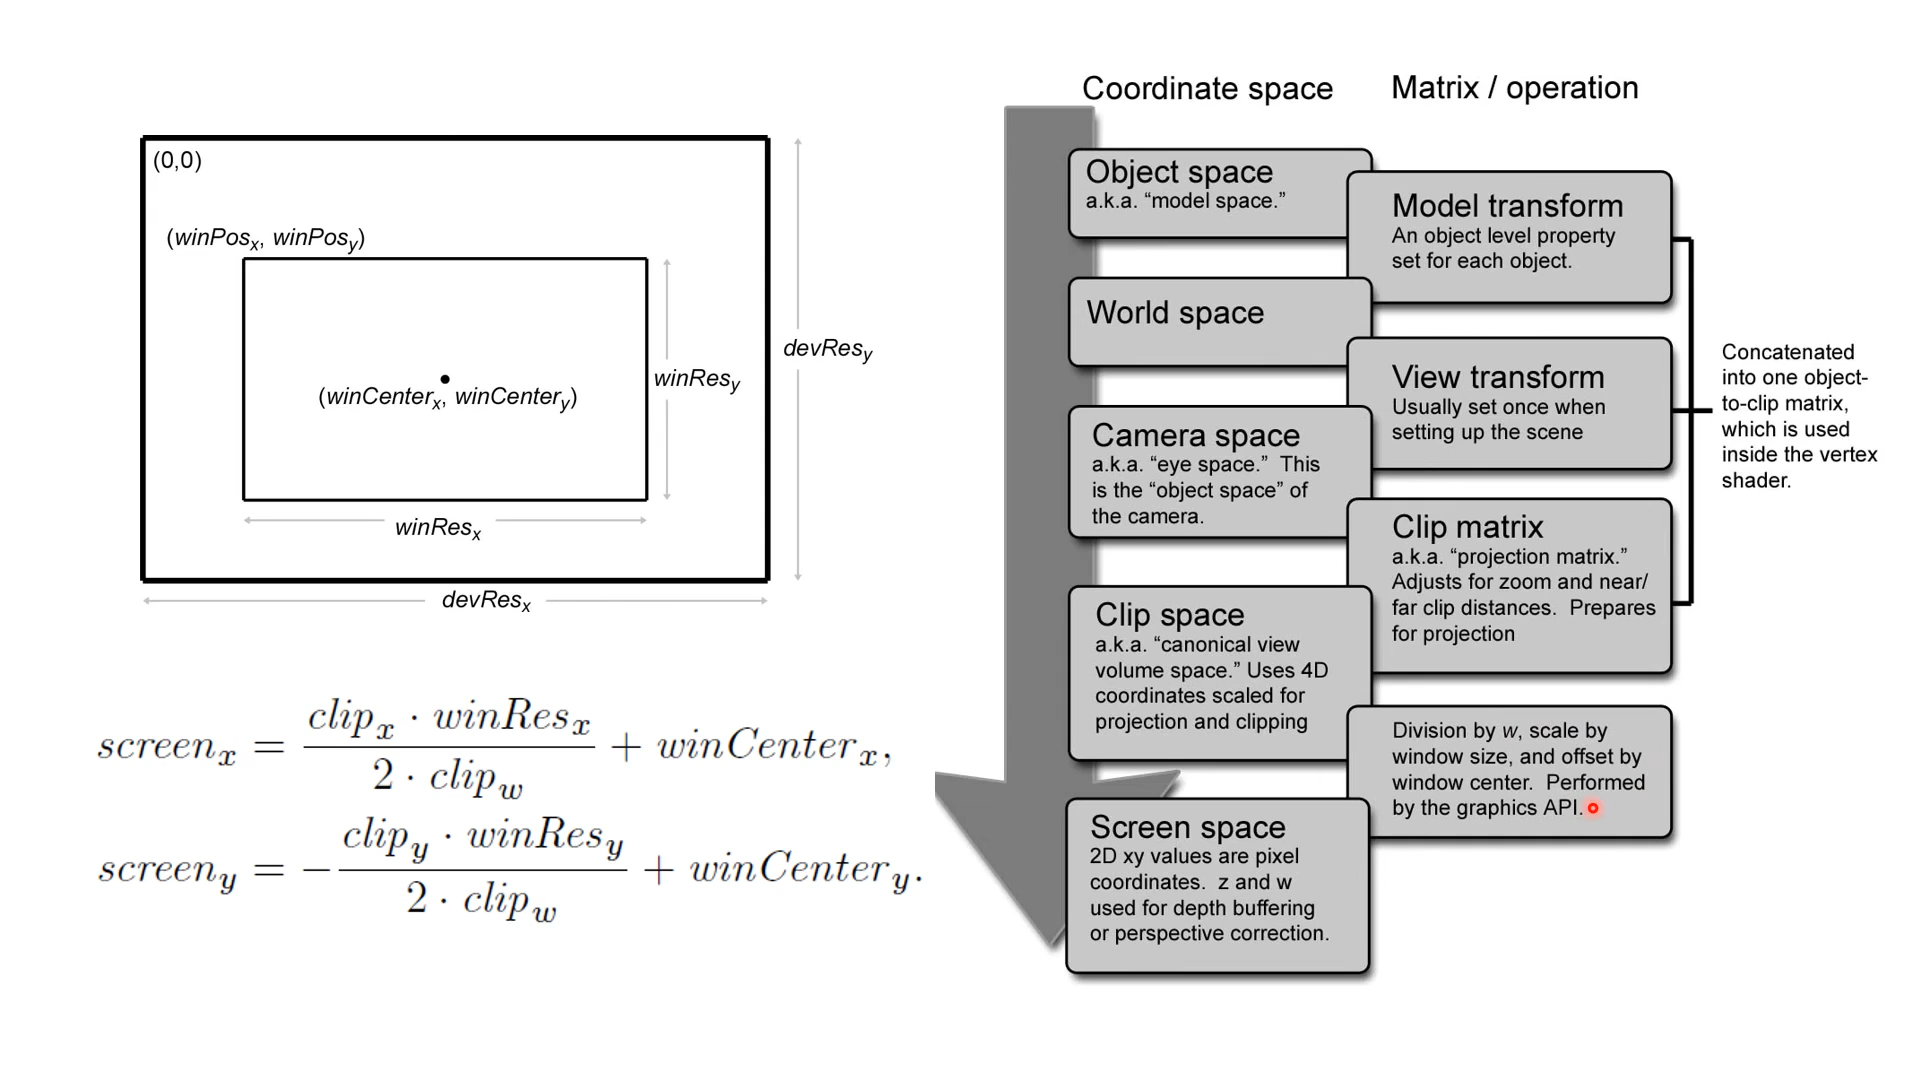 (0,0)
(winPosx, winPosy)
(winCenterx, winCentery)
winResy
devResy
winResx
devResx
screenx = clipx · winResx / 2 · clipw + winCenterx,
screeny = − clipy · winResy / 2 · clipw + winCentery.
Coordinate space
Matrix / operation
Object space
a.k.a. “model space.”
Model transform
An object level property
set for each object.
World space
View transform
Usually set once when
setting up the scene
Camera space
a.k.a. “eye space.” This
is the “object space” of
the camera.
Clip matrix
a.k.a. “projection matrix.”
Adjusts for zoom and near/
far clip distances. Prepares
for projection
Clip space
a.k.a. “canonical view
volume space.” Uses 4D
coordinates scaled for
projection and clipping
Division by w, scale by
window size, and offset by
window center. Performed
by the graphics API.
Screen space
2D xy values are pixel
coordinates. z and w
used for depth buffering
or perspective correction.
Concatenated
into one object-
to-clip matrix,
which is used
inside the vertex
shader.